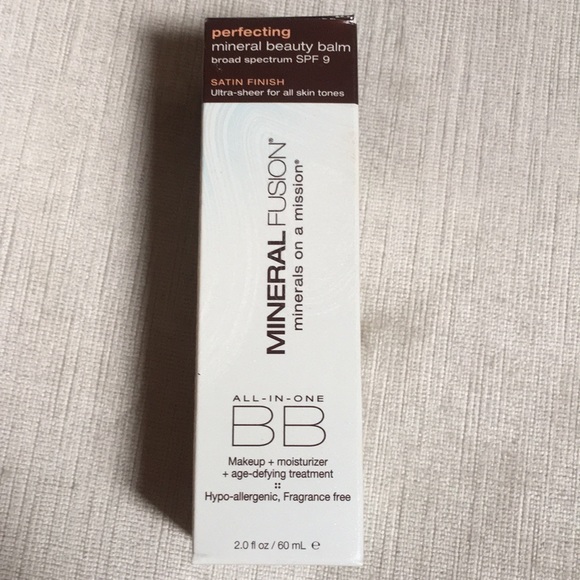 perfecting
mineral beauty balm
broad spectrum SPF 9
SATIN FINISH
Ultra-sheer for all skin tones
MINERAL FUSION®
minerals on a mission®
ALL-IN-ONE
BB
Makeup + moisturizer
+ age-defying treatment
Hypo-allergenic, Fragrance free
2.0 fl oz / 60 mL ℮